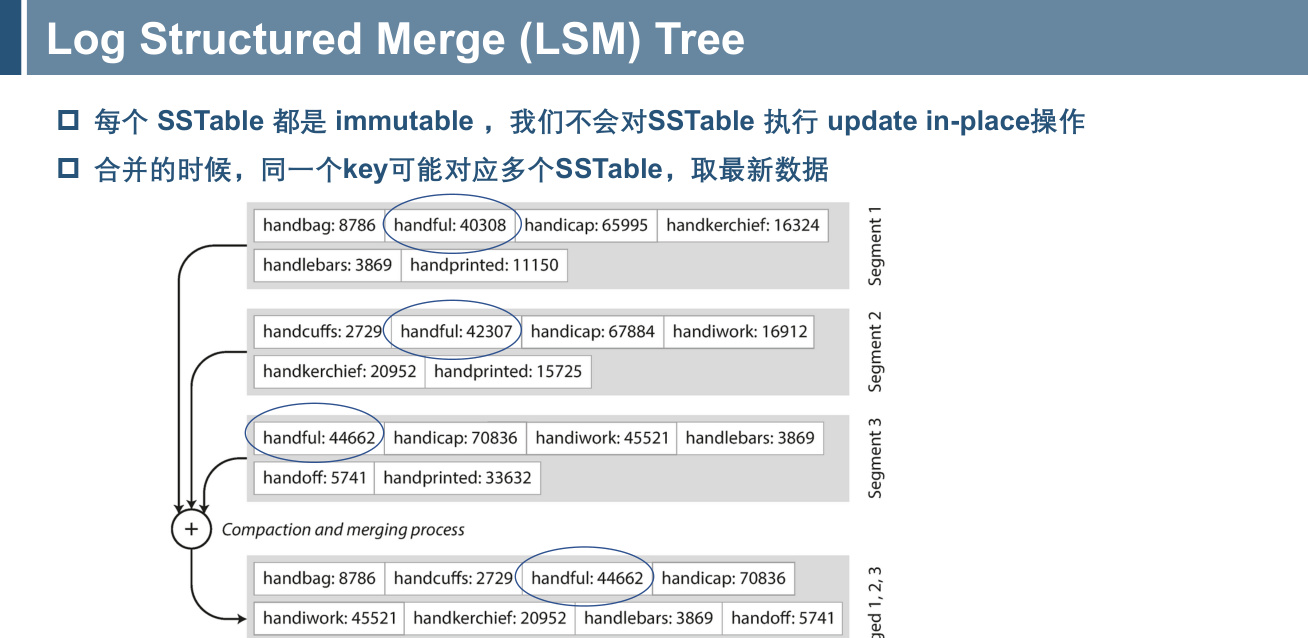 Log Structured Merge (LSM) Tree
每个 SSTable 都是 immutable ，我们不会对SSTable 执行 update in-place操作
合并的时候，同一个key可能对应多个SSTable，取最新数据
handbag: 8786 handful: 40308 handicap: 65995 handkerchief: 16324
handlebars: 3869 handprinted: 11150
Segment 1
handcuffs: 2729 handful: 42307 handicap: 67884 handiwork: 16912
handkerchief: 20952 handprinted: 15725
Segment 2
handful: 44662 handicap: 70836 handiwork: 45521 handlebars: 3869
handoff: 5741 handprinted: 33632
Segment 3
+ Compaction and merging process
handbag: 8786 handcuffs: 2729 handful: 44662 handicap: 70836
handiwork: 45521 handkerchief: 20952 handlebars: 3869 handoff: 5741
ged 1, 2, 3